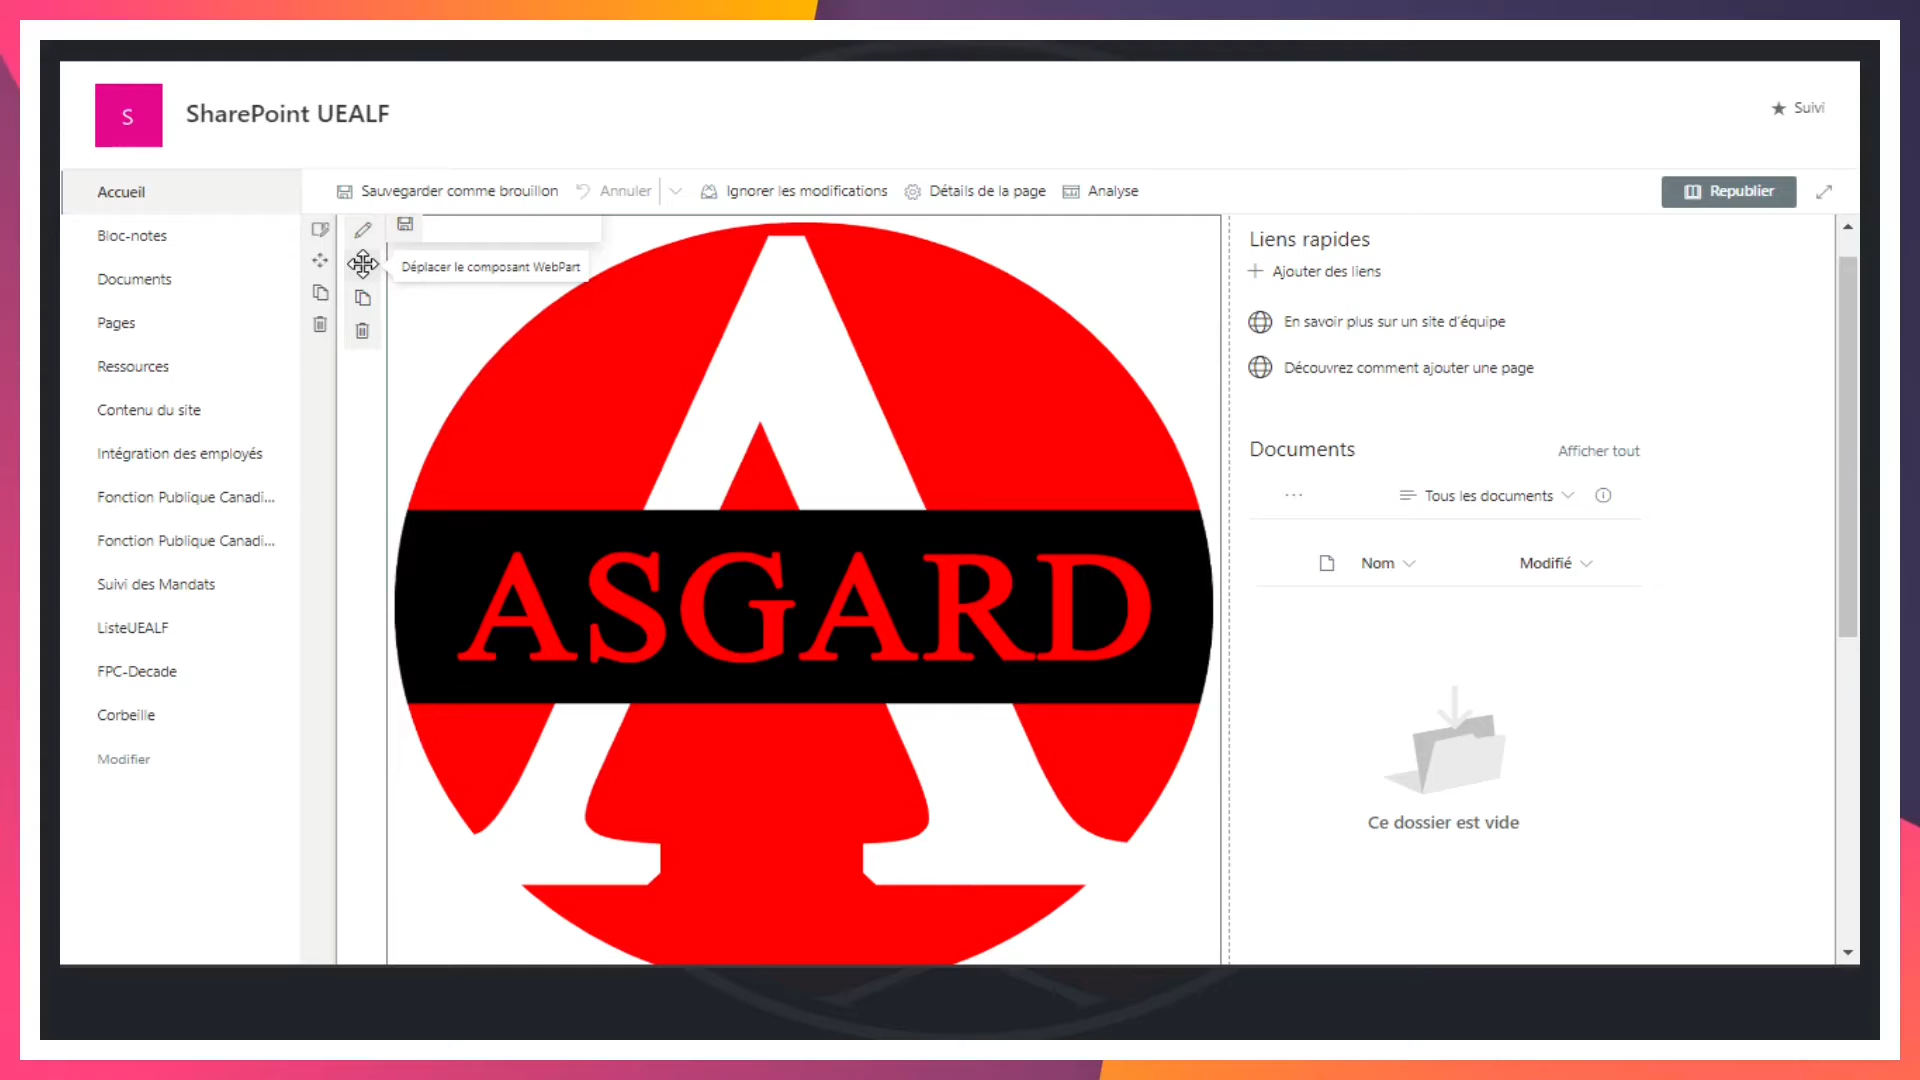 S
SharePoint UEALF
Suivi
Accueil
Sauvegarder comme brouillon
Annuler
Ignorer les modifications
Détails de la page
Analyse
Republier
Bloc-notes
Documents
Pages
Ressources
Contenu du site
Intégration des employés
Fonction Publique Canadi...
Fonction Publique Canadi...
Suivi des Mandats
ListeUEALF
FPC-Decade
Corbeille
Modifier
Déplacer le composant WebPart
ASGARD
Liens rapides
Ajouter des liens
En savoir plus sur un site d'équipe
Découvrez comment ajouter une page
Documents
Afficher tout
Tous les documents
Nom
Modifié
Ce dossier est vide